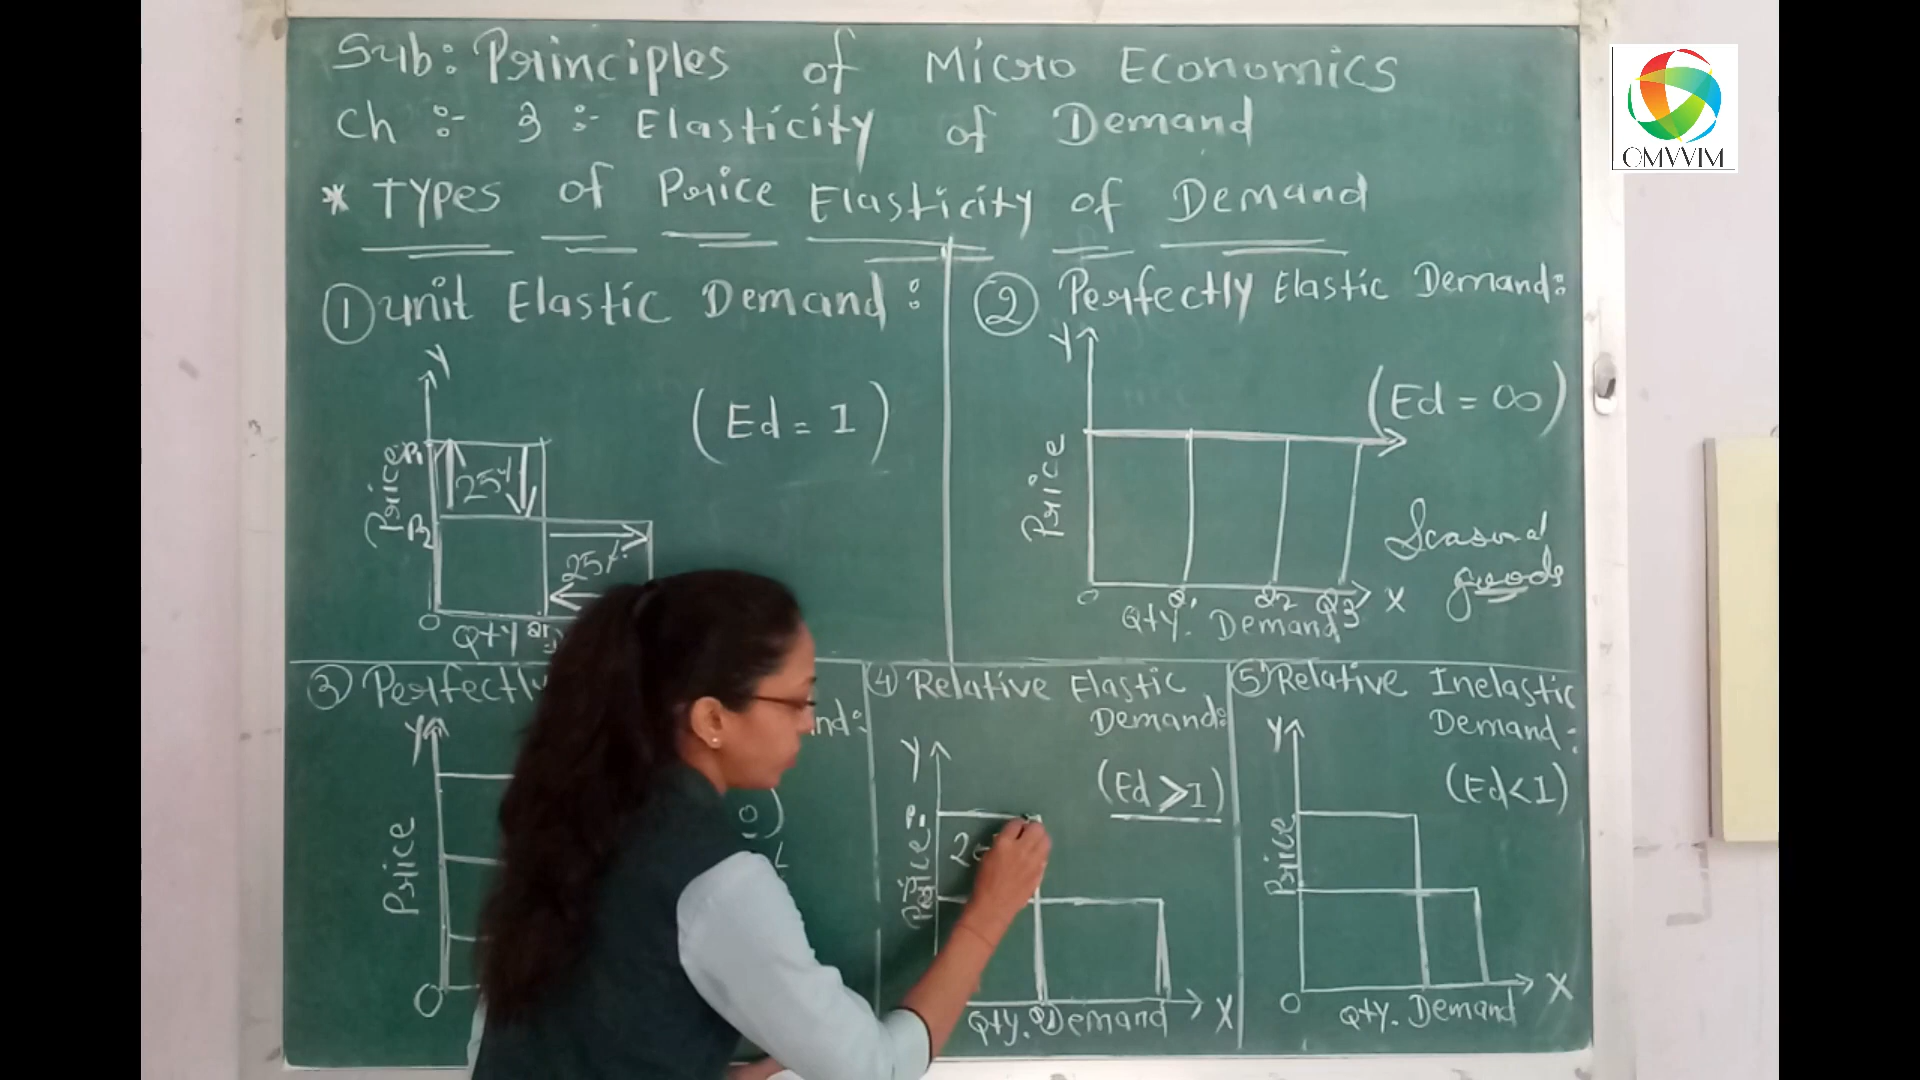 Sub: Principles of Micro Economics
Ch :- 3 :- Elasticity of Demand
* Types of Price Elasticity of Demand
① Unit Elastic Demand :
Y
(Ed = 1)
Price
P1
25%
P2
25%
O
Qty
② Perfectly Elastic Demand:
Y
(Ed = ∞)
Price
Seasonal
goods
O
Q1 Q2 Q3 X
Qty. Demand
③ Perfectly
Y
Price
O
④ Relative Elastic
Demand:
Y
(Ed > 1)
P1
Price
X
Qty. Demand
⑤ Relative Inelastic
Demand:
Y
(Ed < 1)
Price
O
X
Qty. Demand
OMVVIM